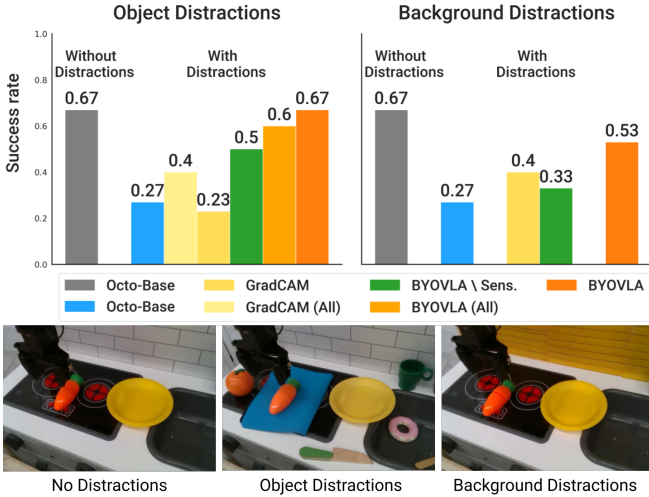 Object Distractions
Background Distractions
Success rate
1.0
0.8
0.6
0.4
0.2
0.0
Without
Distractions
With
Distractions
0.67
0.27
0.4
0.23
0.5
0.6
0.67
Without
Distractions
With
Distractions
0.67
0.27
0.4
0.33
0.53
Octo-Base
GradCAM
BYOVLA \ Sens.
BYOVLA
Octo-Base
GradCAM (All)
BYOVLA (All)
No Distractions
Object Distractions
Background Distractions